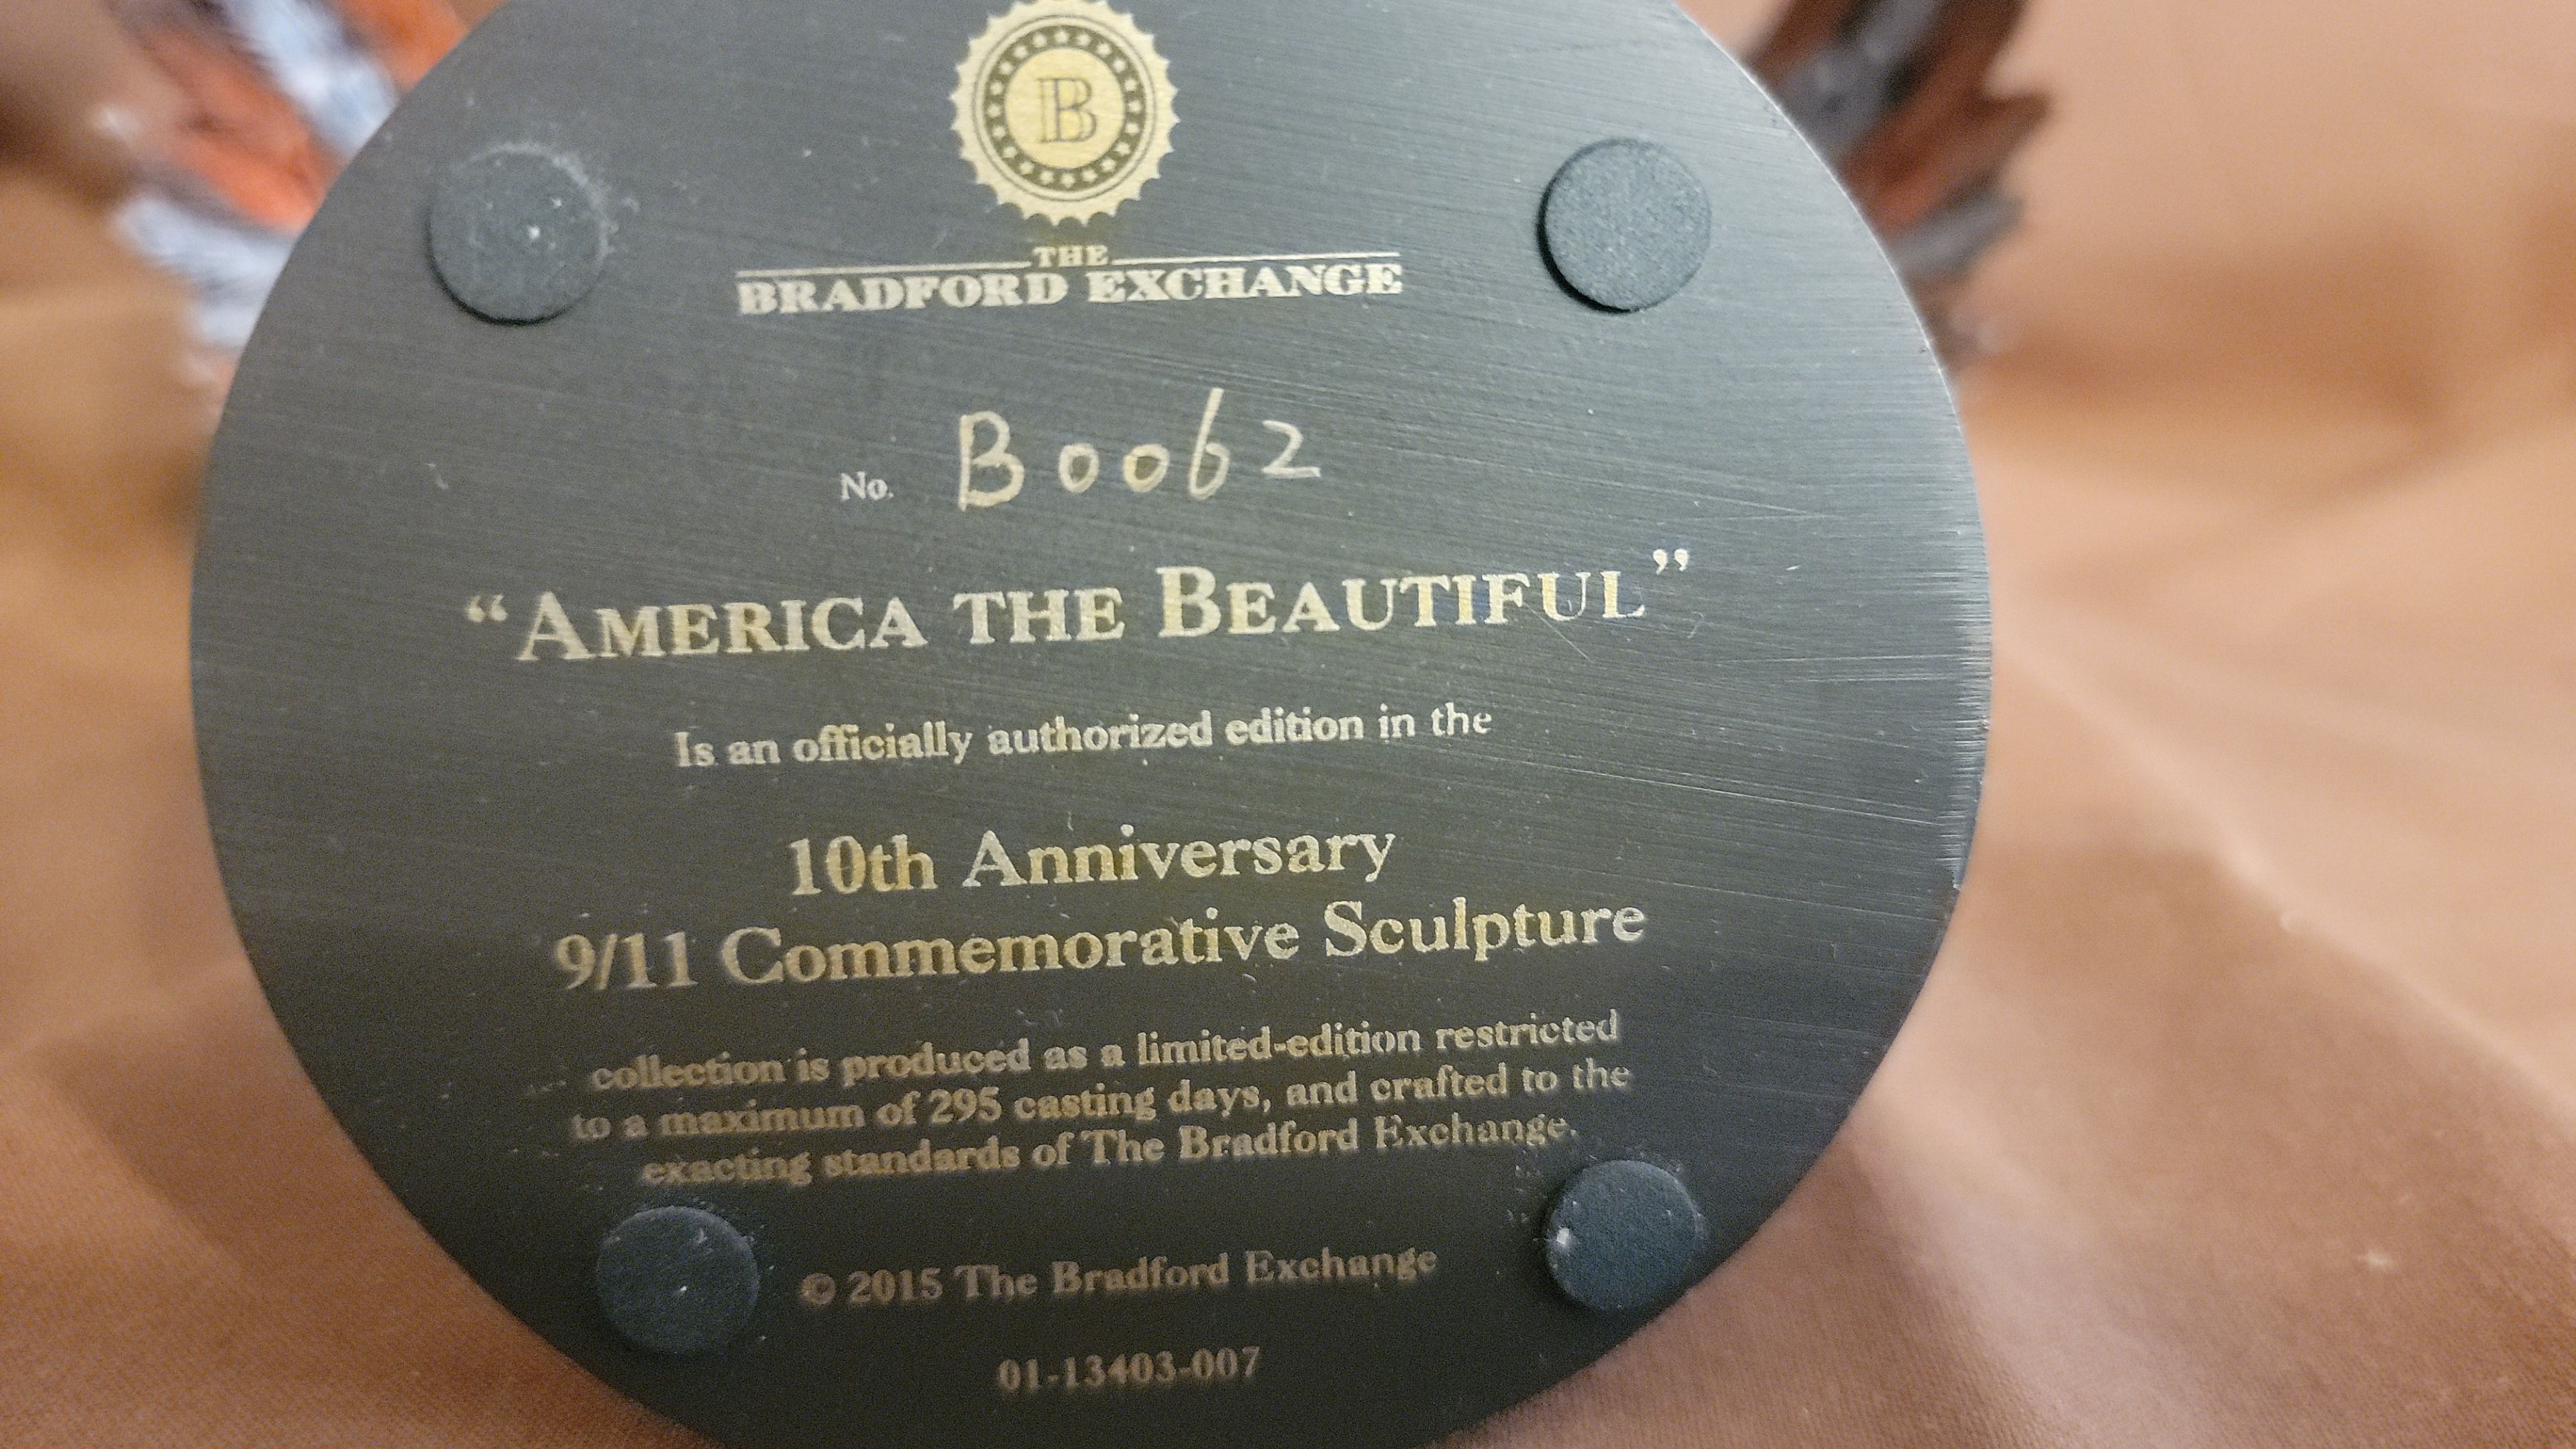 B
THE
BRADFORD EXCHANGE
No. B0062
“AMERICA THE BEAUTIFUL”
Is an officially authorized edition in the
10th Anniversary
9/11 Commemorative Sculpture
collection is produced as a limited-edition restricted
to a maximum of 295 casting days, and crafted to the
exacting standards of The Bradford Exchange.
© 2015 The Bradford Exchange
01-13403-007